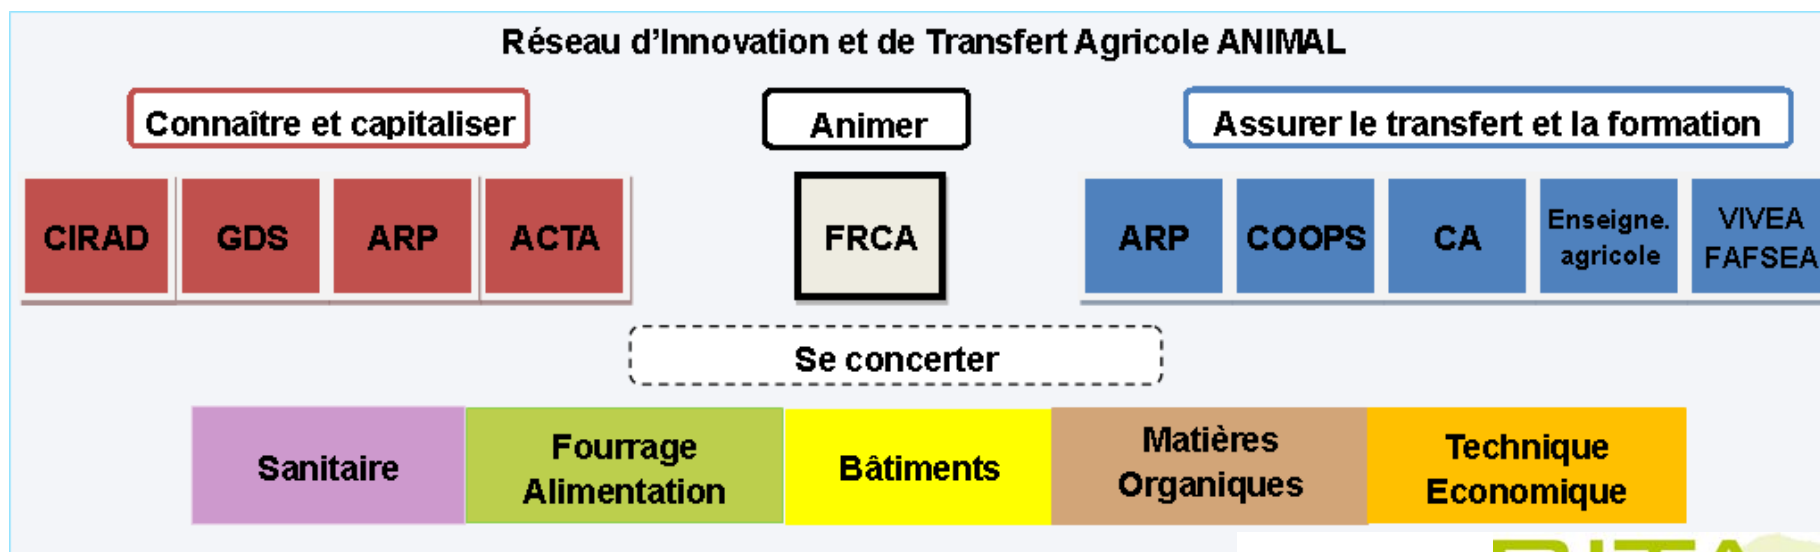 Réseau d'Innovation et de Transfert Agricole ANIMAL
Connaître et capitaliser
Animer
Assurer le transfert et la formation
CIRAD
GDS
ARP
ACTA
FRCA
ARP
COOPS
CA
Enseigne.
agricole
VIVEA
FAFSEA
Se concerter
Sanitaire
Fourrage
Alimentation
Bâtiments
Matières
Organiques
Technique
Economique